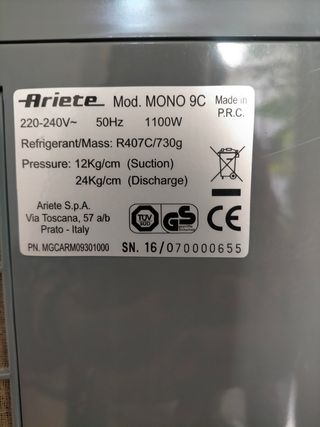 Ariete Mod. MONO 9C Made in P.R.C.
220-240V~ 50Hz 1100W
Refrigerant/Mass: R407C/730g
Pressure: 12Kg/cm (Suction)
24Kg/cm (Discharge)
Ariete S.p.A.
Via Toscana, 57 a/b
Prato - Italy
TÜV GS CE
PN. MGCARM09301000 SN. 16/070000655